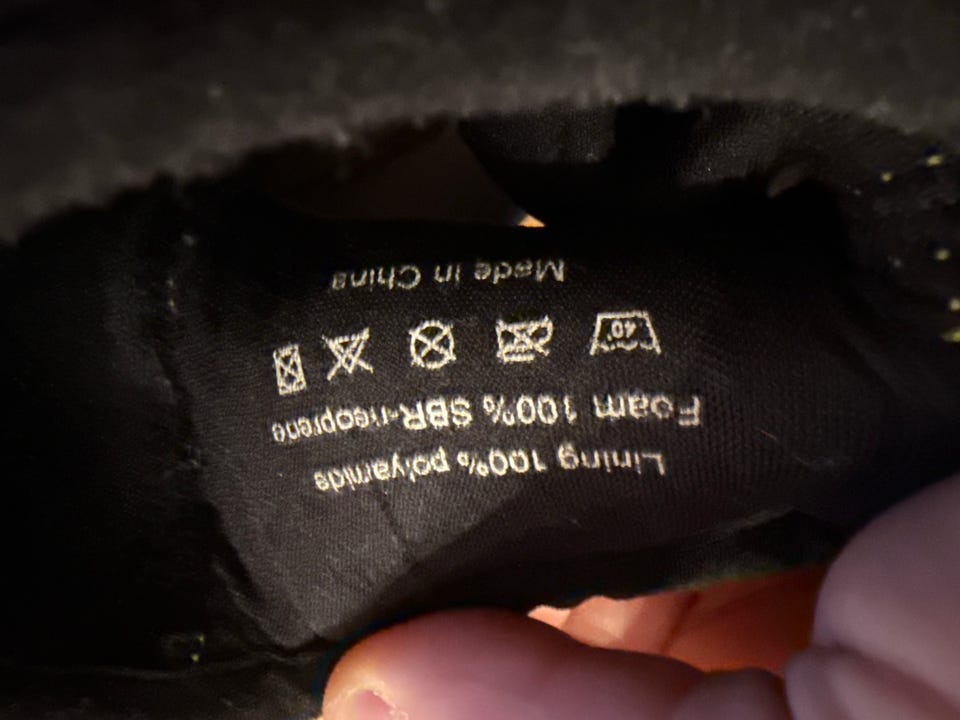 Lining 100% polyamide
Foam 100% SBR-neoprene
40°
Made in China